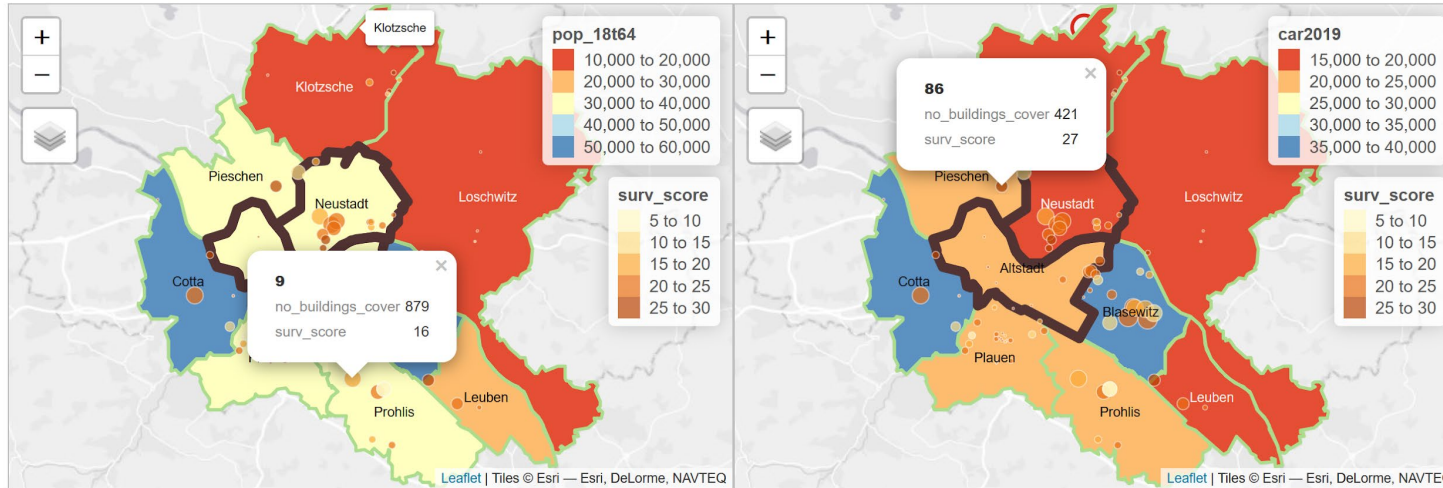 +
−
Klotzsche
pop_18t64
10,000 to 20,000
20,000 to 30,000
30,000 to 40,000
40,000 to 50,000
50,000 to 60,000
surv_score
5 to 10
10 to 15
15 to 20
20 to 25
25 to 30
Klotzsche
Pieschen
Loschwitz
Neustadt
Cotta
×
9
no_buildings_cover 879
surv_score 16
Leuben
Prohlis
Leaflet | Tiles © Esri — Esri, DeLorme, NAVTEQ
+
−
car2019
15,000 to 20,000
20,000 to 25,000
25,000 to 30,000
30,000 to 35,000
35,000 to 40,000
surv_score
5 to 10
10 to 15
15 to 20
20 to 25
25 to 30
×
86
no_buildings_cover 421
surv_score 27
Pieschen
Loschwitz
Neustadt
Altstadt
Cotta
Blasewitz
Plauen
Leuben
Prohlis
Leaflet | Tiles © Esri — Esri, DeLorme, NAVTE